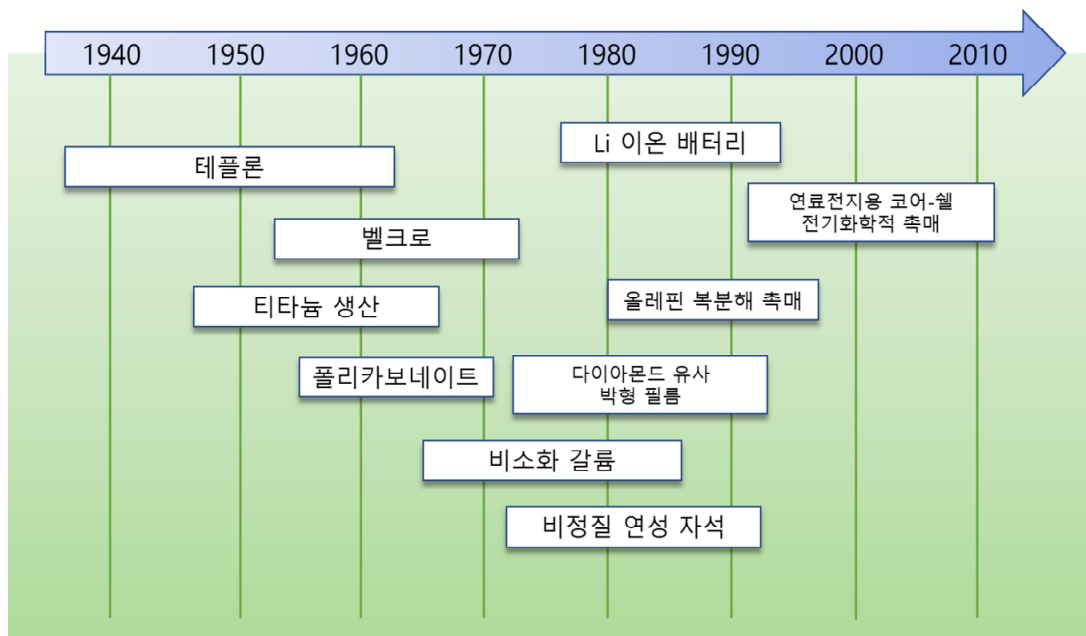 1940 1950 1960 1970 1980 1990 2000 2010
Li 이온 배터리
테플론
연료전지용 코어-쉘
전기화학적 촉매
벨크로
티타늄 생산
올레핀 복분해 촉매
폴리카보네이트
다이아몬드 유사
박형 필름
비소화 갈륨
비정질 연성 자석